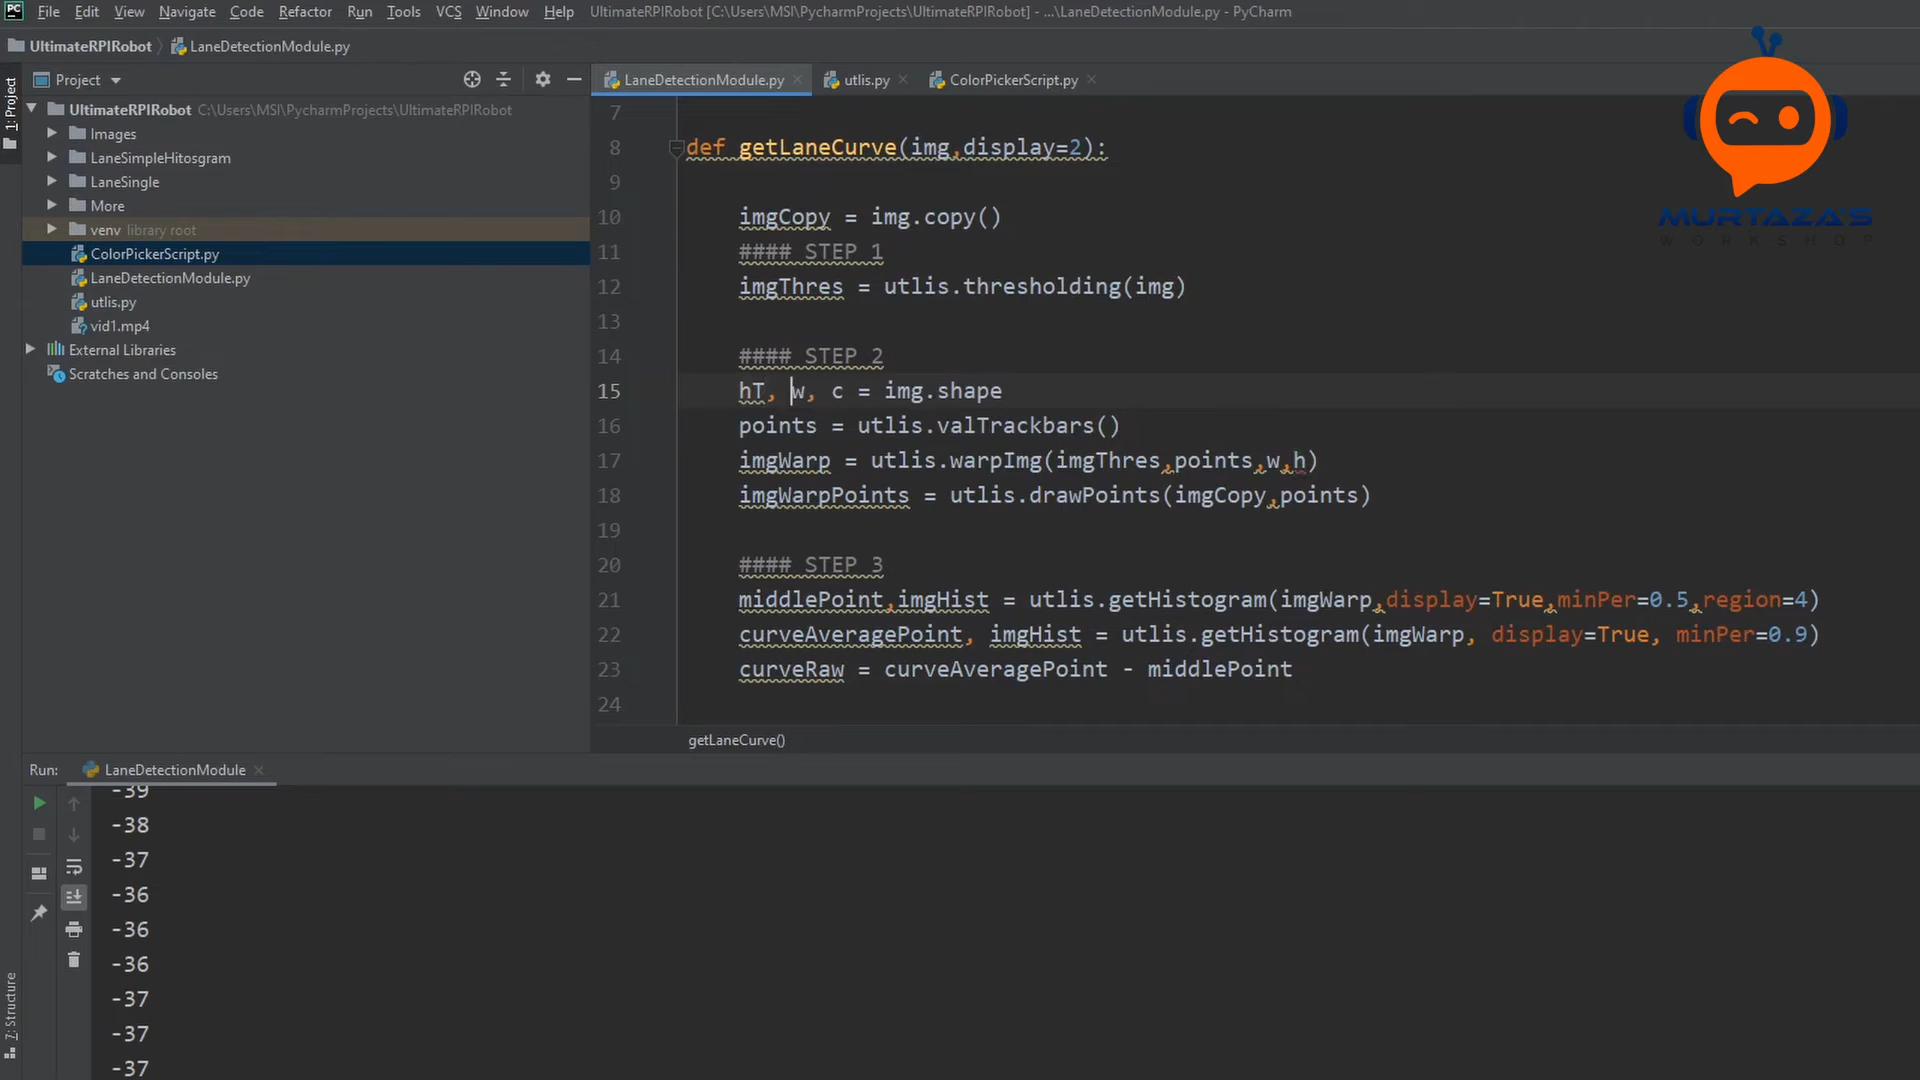 PC File Edit View Navigate Code Refactor Run Tools VCS Window Help UltimateRPIRobot [C:\Users\MSI\PycharmProjects\UltimateRPIRobot] - ...\LaneDetectionModule.py - PyCharm
UltimateRPIRobot LaneDetectionModule.py
1: Project
Project
UltimateRPIRobot C:\Users\MSI\PycharmProjects\UltimateRPIRobot
Images
LaneSimpleHitosgram
LaneSingle
More
venv library root
ColorPickerScript.py
LaneDetectionModule.py
utlis.py
vid1.mp4
External Libraries
Scratches and Consoles
LaneDetectionModule.py utlis.py ColorPickerScript.py
7
8 def getLaneCurve(img,display=2):
9
10 imgCopy = img.copy()
11 #### STEP 1
12 imgThres = utlis.thresholding(img)
13
14 #### STEP 2
15 hT, w, c = img.shape
16 points = utlis.valTrackbars()
17 imgWarp = utlis.warpImg(imgThres,points,w,h)
18 imgWarpPoints = utlis.drawPoints(imgCopy,points)
19
20 #### STEP 3
21 middlePoint,imgHist = utlis.getHistogram(imgWarp,display=True,minPer=0.5,region=4)
22 curveAveragePoint, imgHist = utlis.getHistogram(imgWarp, display=True, minPer=0.9)
23 curveRaw = curveAveragePoint - middlePoint
24
getLaneCurve()
MURTAZA'S
WORKSHOP
Run: LaneDetectionModule
-39
-38
-37
-36
-36
-36
-37
-37
-37
7: Structure